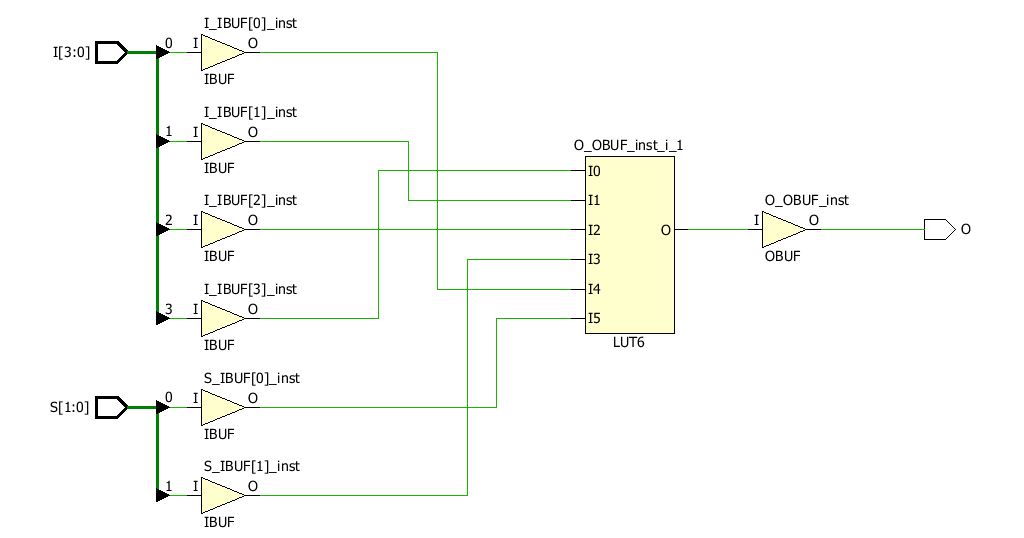 I_IBUF[0]_inst
I[3:0]
0
I
O
IBUF
I_IBUF[1]_inst
1
I
O
IBUF
I_IBUF[2]_inst
2
I
O
IBUF
I_IBUF[3]_inst
3
I
O
IBUF
S_IBUF[0]_inst
S[1:0]
0
I
O
IBUF
S_IBUF[1]_inst
1
I
O
IBUF
O_OBUF_inst_i_1
I0
I1
I2
I3
I4
I5
O
LUT6
O_OBUF_inst
I
O
OBUF
O